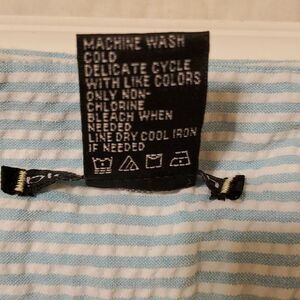 MACHINE WASH
COLD
DELICATE CYCLE
WITH LIKE COLORS
ONLY NON-
CHLORINE
BLEACH WHEN
NEEDED
LINE DRY COOL IRON
IF NEEDED